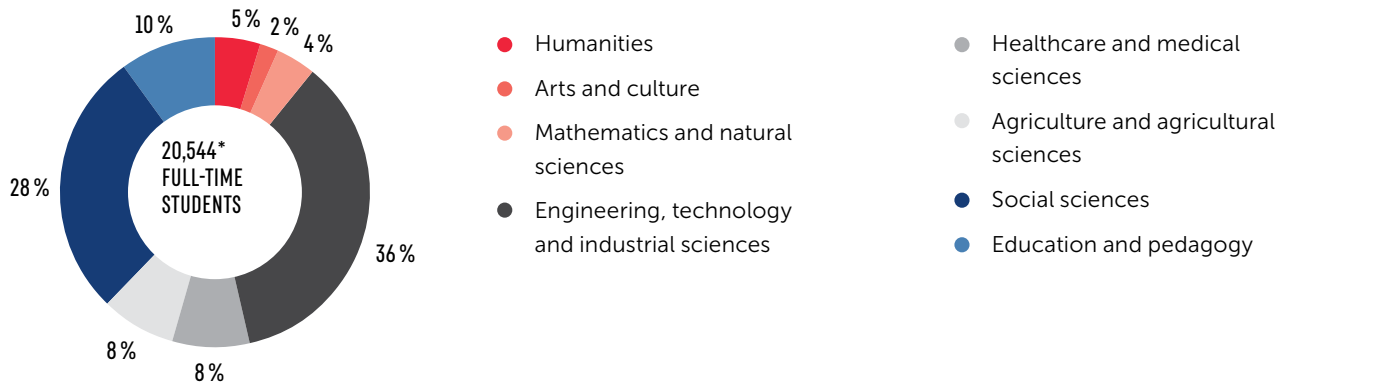 5 %
2 %
4 %
36 %
8 %
8 %
28 %
10 %
20,544*
FULL-TIME
STUDENTS
Humanities
Arts and culture
Mathematics and natural
sciences
Engineering, technology
and industrial sciences
Healthcare and medical
sciences
Agriculture and agricultural
sciences
Social sciences
Education and pedagogy